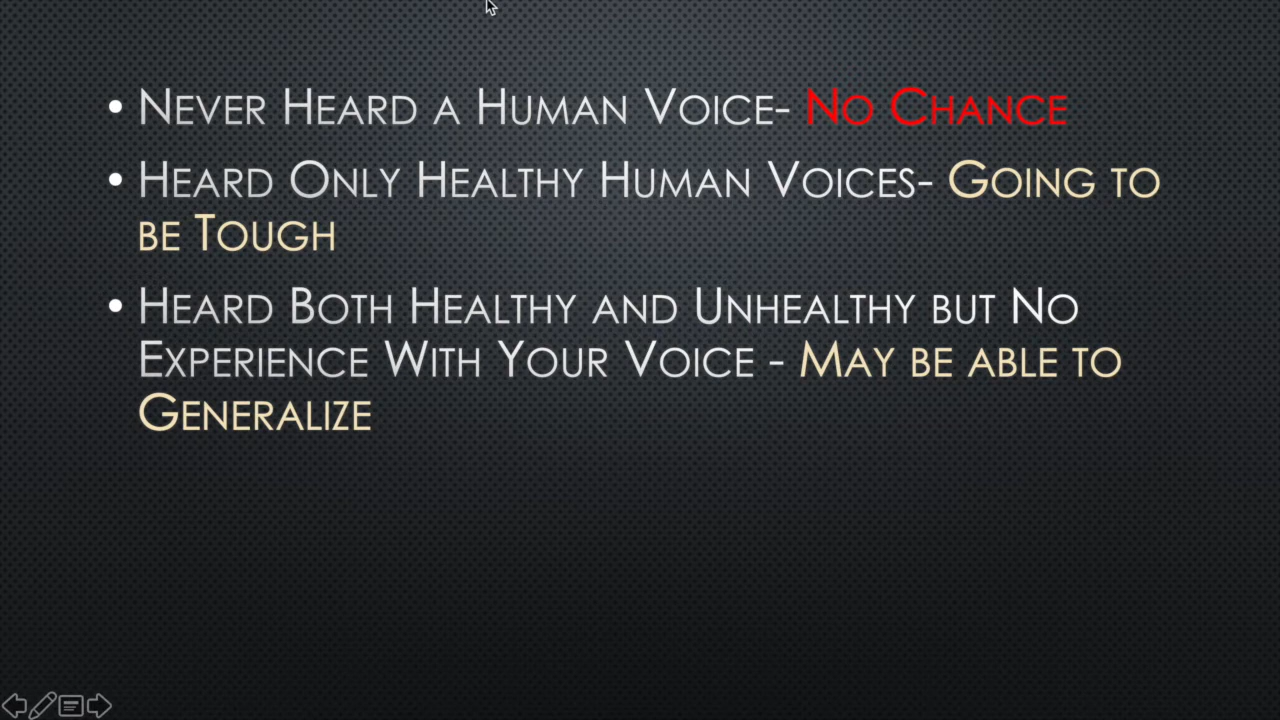 • Never Heard a Human Voice- No Chance
• Heard Only Healthy Human Voices- Going to
be Tough
• Heard Both Healthy and Unhealthy but No
Experience With Your Voice - May be able to
Generalize